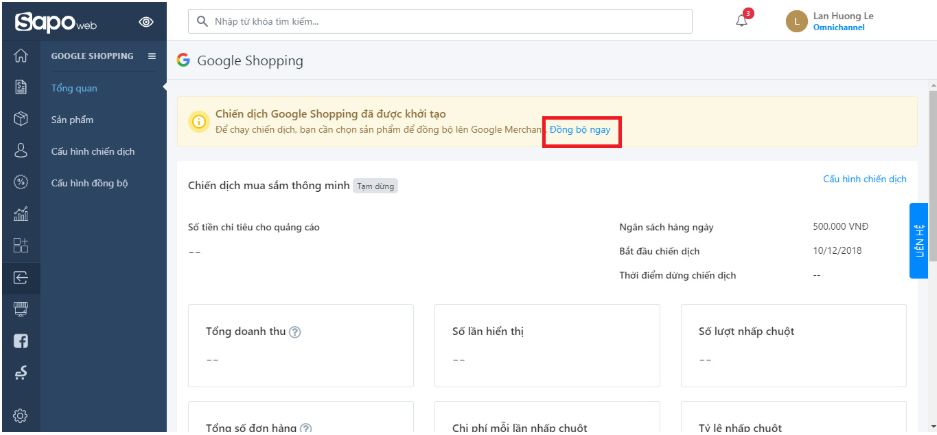 Sapo web
Nhập từ khóa tìm kiếm...
3
L
Lan Huong Le
Omnichannel
GOOGLE SHOPPING
Tổng quan
Sản phẩm
Cấu hình chiến dịch
Cấu hình đồng bộ
Google Shopping
Chiến dịch Google Shopping đã được khởi tạo
Để chạy chiến dịch, bạn cần chọn sản phẩm để đồng bộ lên Google Merchant. Đồng bộ ngay
Chiến dịch mua sắm thông minh Tạm dừng
Cấu hình chiến dịch
Số tiền chi tiêu cho quảng cáo
--
Ngân sách hàng ngày 500,000 VNĐ
Bắt đầu chiến dịch 10/12/2018
Thời điểm dừng chiến dịch --
LIÊN HỆ
Tổng doanh thu ?
--
Số lần hiển thị
--
Số lượt nhấp chuột
--
Tổng số đơn hàng ?
Chi phí mỗi lần nhấp chuột
Tỷ lệ nhấp chuột